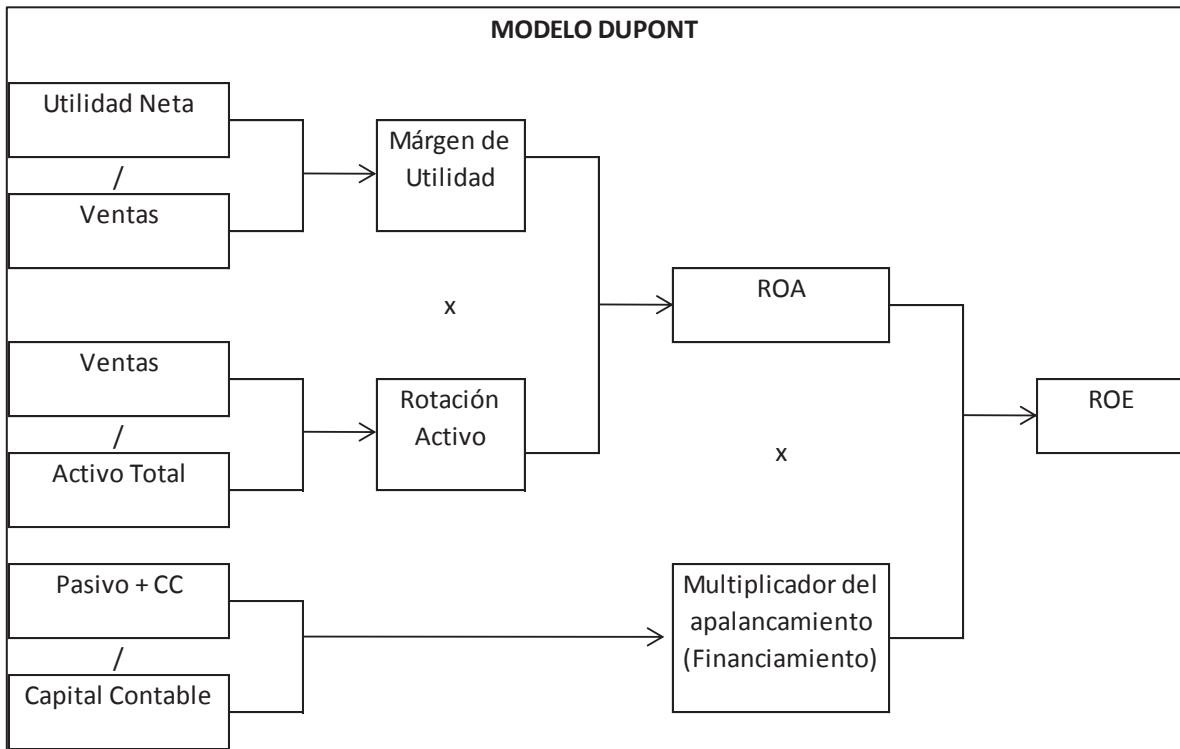 MODELO DUPONT
Utilidad Neta
/
Ventas
Márgen de
Utilidad
x
Ventas
/
Activo Total
Rotación
Activo
ROA
x
ROE
Pasivo + CC
/
Capital Contable
Multiplicador del
apalancamiento
(Financiamiento)